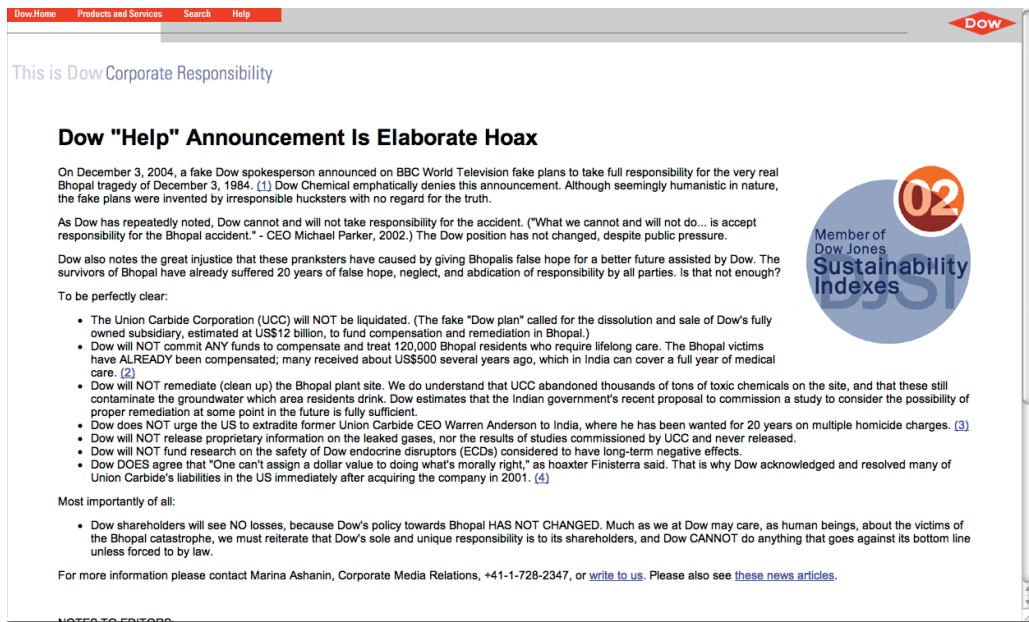 Dow.Home Products and Services Search Help
Dow
This is Dow Corporate Responsibility
Dow "Help" Announcement Is Elaborate Hoax
On December 3, 2004, a fake Dow spokesperson announced on BBC World Television fake plans to take full responsibility for the very real
Bhopal tragedy of December 3, 1984. (1) Dow Chemical emphatically denies this announcement. Although seemingly humanistic in nature,
the fake plans were invented by irresponsible hucksters with no regard for the truth.
As Dow has repeatedly noted, Dow cannot and will not take responsibility for the accident. ("What we cannot and will not do... is accept
responsibility for the Bhopal accident." - CEO Michael Parker, 2002.) The Dow position has not changed, despite public pressure.
Dow also notes the great injustice that these pranksters have caused by giving Bhopalis false hope for a better future assisted by Dow. The
survivors of Bhopal have already suffered 20 years of false hope, neglect, and abdication of responsibility by all parties. Is that not enough?
02
Member of
Dow Jones
Sustainability
Indexes
DJSI
To be perfectly clear:
• The Union Carbide Corporation (UCC) will NOT be liquidated. (The fake "Dow plan" called for the dissolution and sale of Dow's fully
owned subsidiary, estimated at US$12 billion, to fund compensation and remediation in Bhopal.)
• Dow will NOT commit ANY funds to compensate and treat 120,000 Bhopal residents who require lifelong care. The Bhopal victims
have ALREADY been compensated; many received about US$500 several years ago, which in India can cover a full year of medical
care. (2)
• Dow will NOT remediate (clean up) the Bhopal plant site. We do understand that UCC abandoned thousands of tons of toxic chemicals on the site, and that these still
contaminate the groundwater which area residents drink. Dow estimates that the Indian government's recent proposal to commission a study to consider the possibility of
proper remediation at some point in the future is fully sufficient.
• Dow does NOT urge the US to extradite former Union Carbide CEO Warren Anderson to India, where he has been wanted for 20 years on multiple homicide charges. (3)
• Dow will NOT release proprietary information on the leaked gases, nor the results of studies commissioned by UCC and never released.
• Dow will NOT fund research on the safety of Dow endocrine disruptors (ECDs) considered to have long-term negative effects.
• Dow DOES agree that "One can't assign a dollar value to doing what's morally right," as hoaxter Finisterra said. That is why Dow acknowledged and resolved many of
Union Carbide's liabilities in the US immediately after acquiring the company in 2001. (4)
Most importantly of all:
• Dow shareholders will see NO losses, because Dow's policy towards Bhopal HAS NOT CHANGED. Much as we at Dow may care, as human beings, about the victims of
the Bhopal catastrophe, we must reiterate that Dow's sole and unique responsibility is to its shareholders, and Dow CANNOT do anything that goes against its bottom line
unless forced to by law.
For more information please contact Marina Ashanin, Corporate Media Relations, +41-1-728-2347, or write to us. Please also see these news articles.
NOTES TO EDITORS: